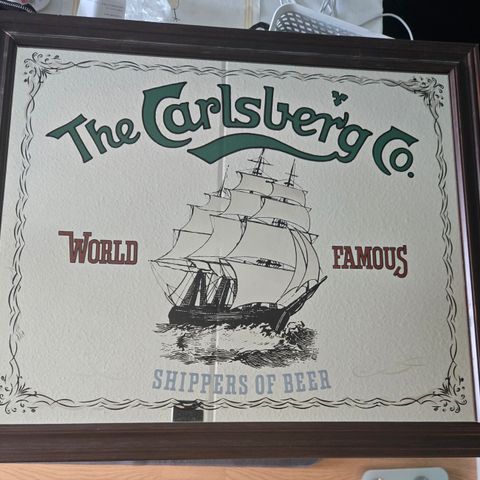 The Carlsberg Co.
WORLD FAMOUS
SHIPPERS OF BEER